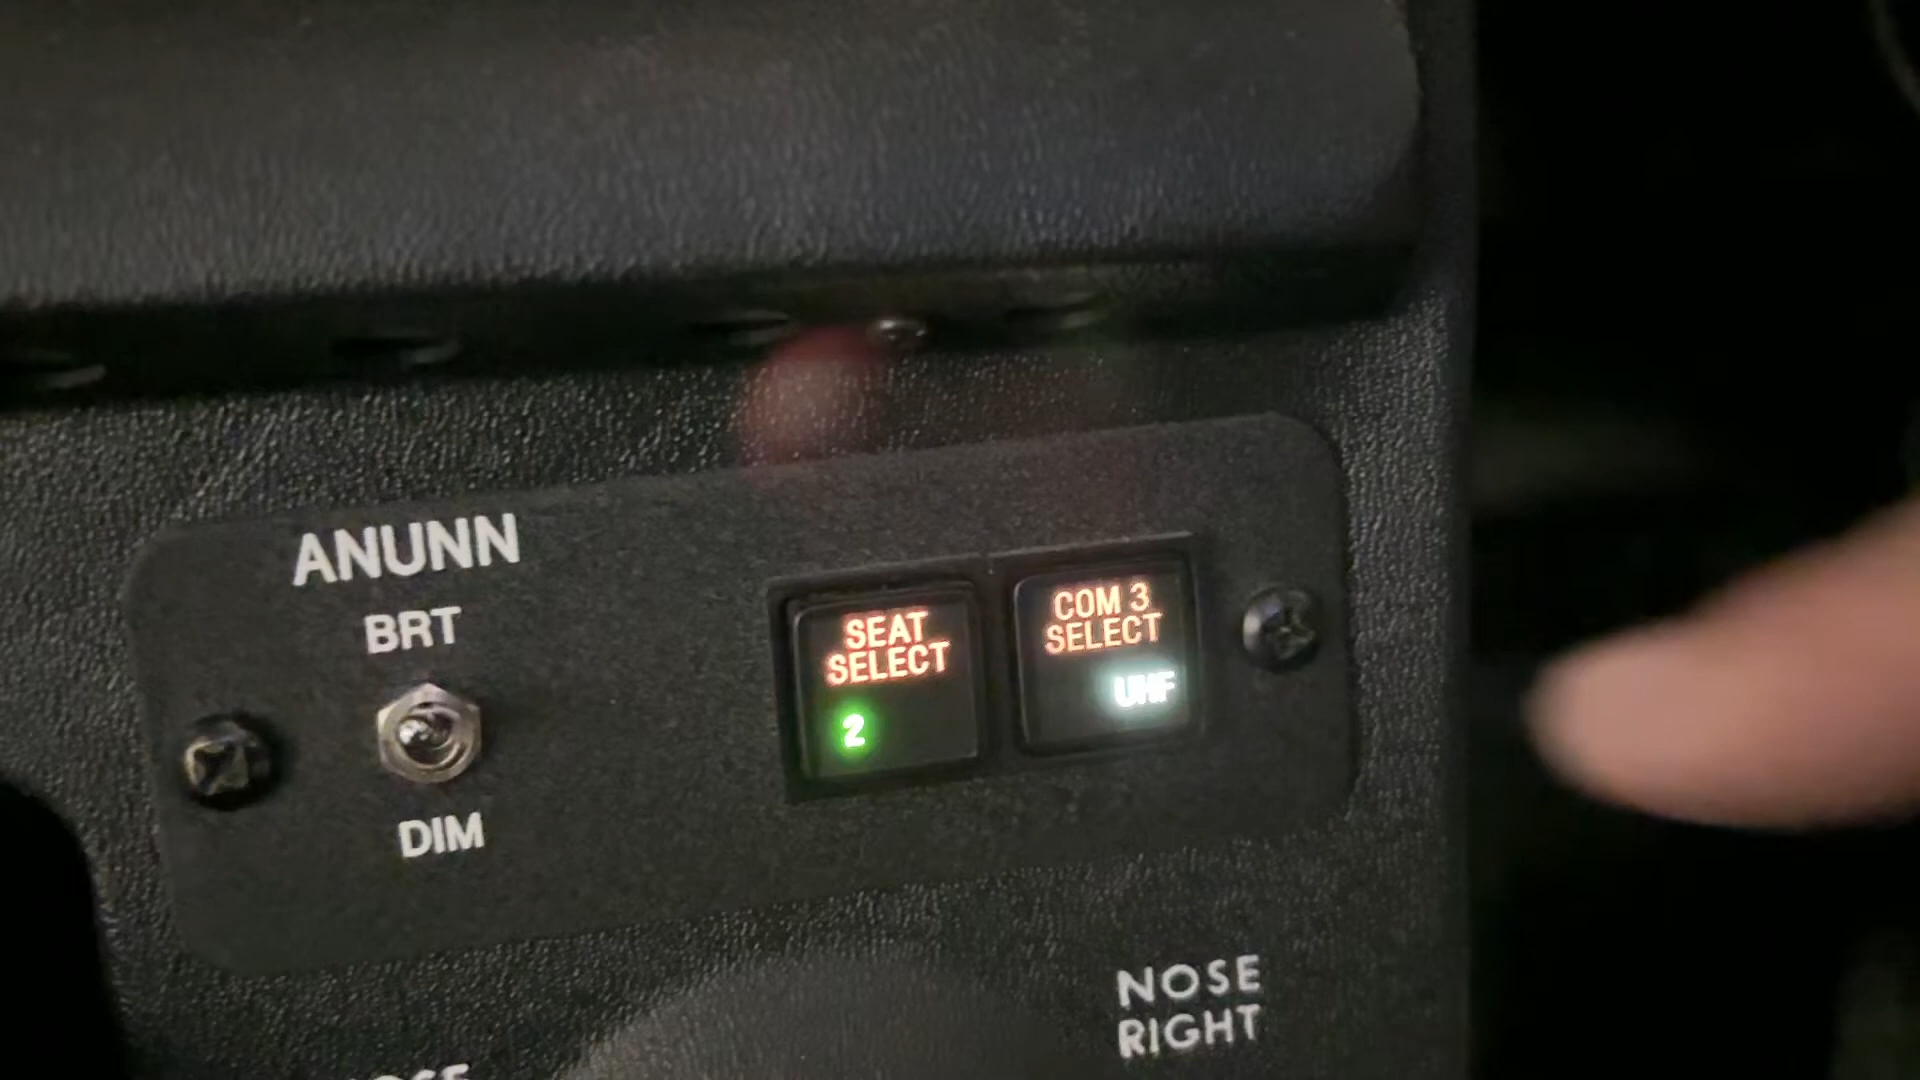 ANUNN
BRT
DIM
SEAT
SELECT
2
COM 3
SELECT
UHF
NOSE
RIGHT